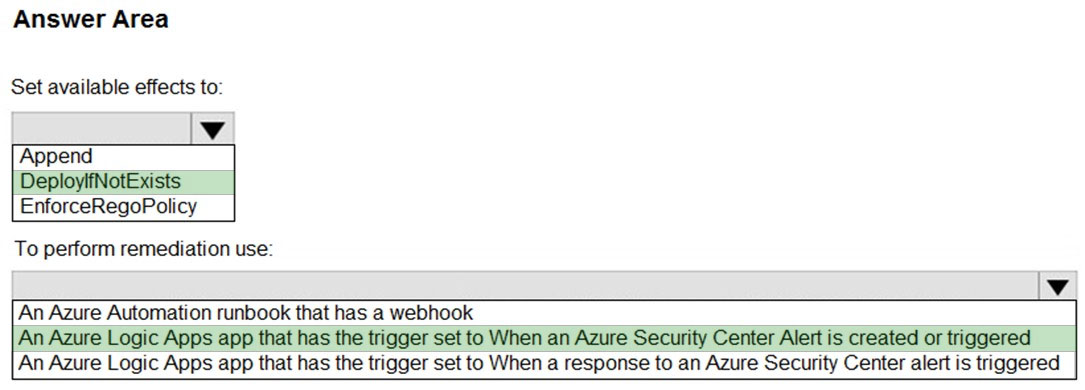 Answer Area
Set available effects to:
Append
DeployIfNotExists
EnforceRegoPolicy
To perform remediation use:
An Azure Automation runbook that has a webhook
An Azure Logic Apps app that has the trigger set to When an Azure Security Center Alert is created or triggered
An Azure Logic Apps app that has the trigger set to When a response to an Azure Security Center alert is triggered